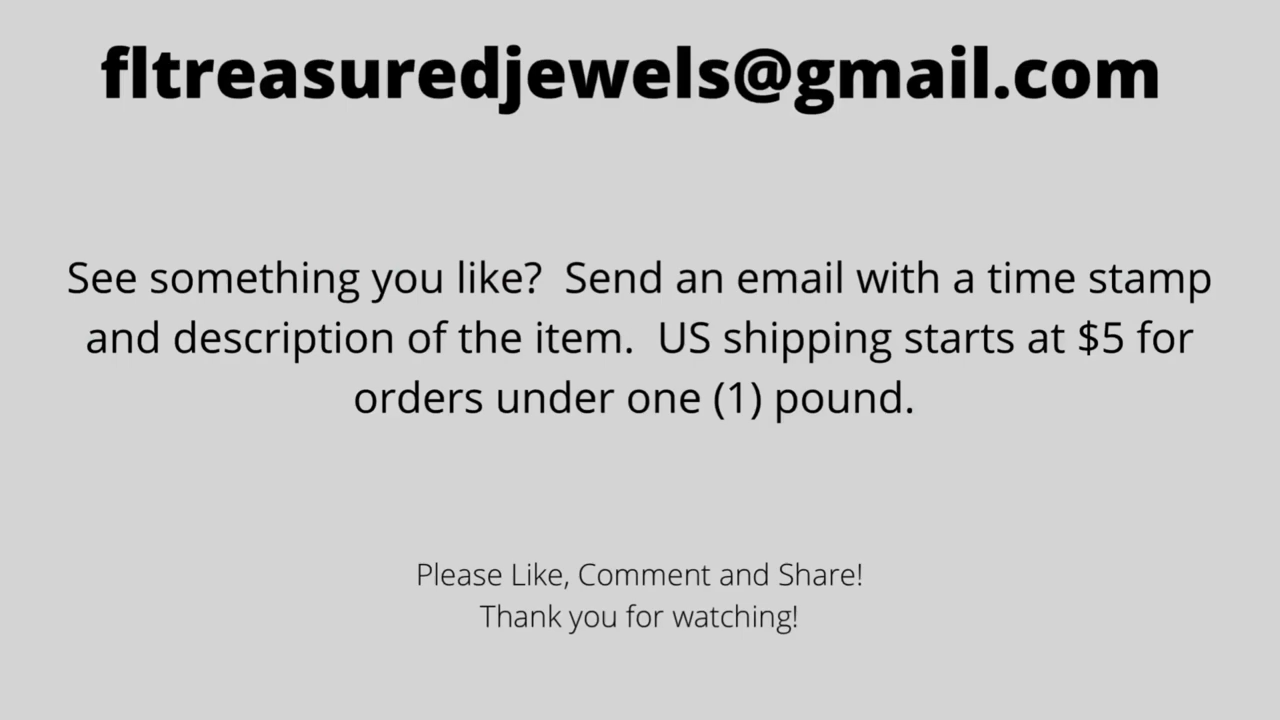 fltreasuredjewels@gmail.com
See something you like?  Send an email with a time stamp
and description of the item.  US shipping starts at $5 for
orders under one (1) pound.
Please Like, Comment and Share!
Thank you for watching!